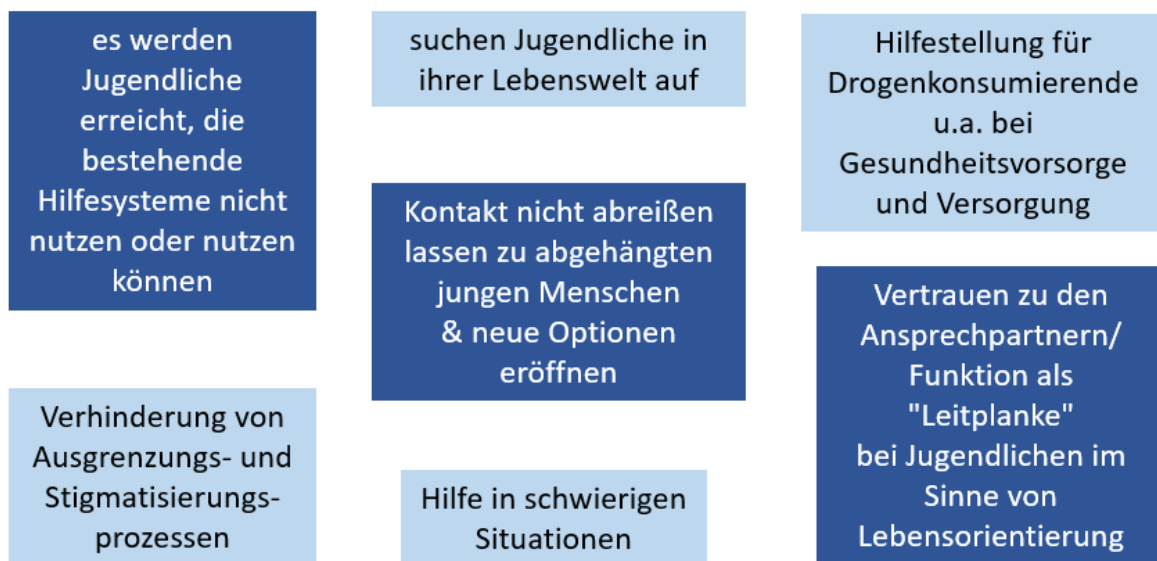 es werden
Jugendliche
erreicht, die
bestehende
Hilfesysteme nicht
nutzen oder nutzen
können
Verhinderung von
Ausgrenzungs- und
Stigmatisierungs-
prozessen
suchen Jugendliche in
ihrer Lebenswelt auf
Kontakt nicht abreißen
lassen zu abgehängten
jungen Menschen
& neue Optionen
eröffnen
Hilfe in schwierigen
Situationen
Hilfestellung für
Drogenkonsumierende
u.a. bei
Gesundheitsvorsorge
und Versorgung
Vertrauen zu den
Ansprechpartnern/
Funktion als
"Leitplanke"
bei Jugendlichen im
Sinne von
Lebensorientierung